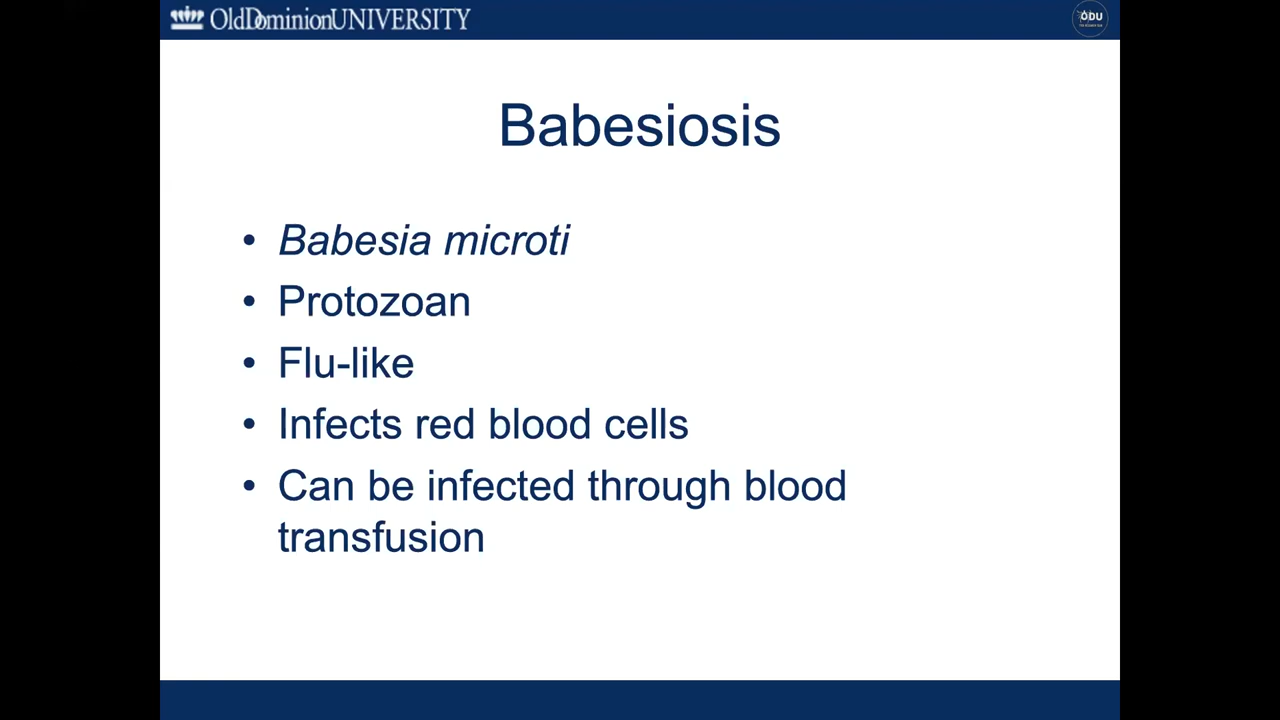 OldDominionUNIVERSITY
ODU
Babesiosis
• Babesia microti
• Protozoan
• Flu-like
• Infects red blood cells
• Can be infected through blood
transfusion